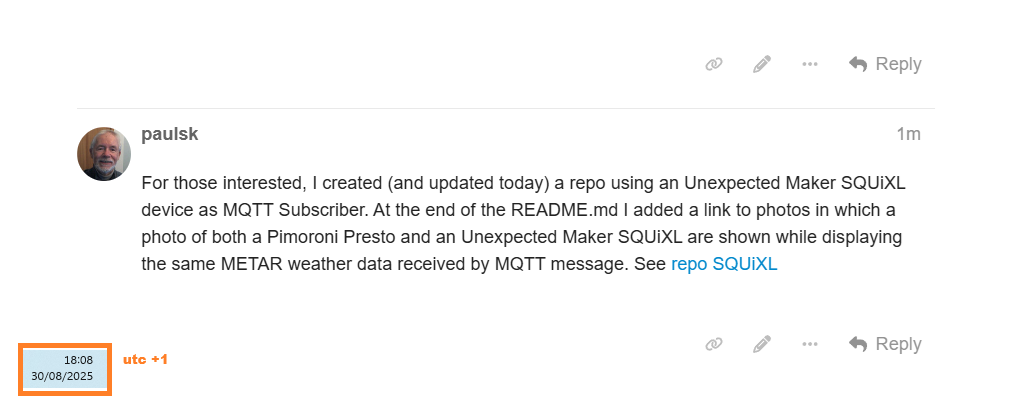 Reply
paulsk
1m
For those interested, I created (and updated today) a repo using an Unexpected Maker SQUiXL
device as MQTT Subscriber. At the end of the README.md I added a link to photos in which a
photo of both a Pimoroni Presto and an Unexpected Maker SQUiXL are shown while displaying
the same METAR weather data received by MQTT message. See repo SQUiXL
Reply
18:08
30/08/2025
utc +1